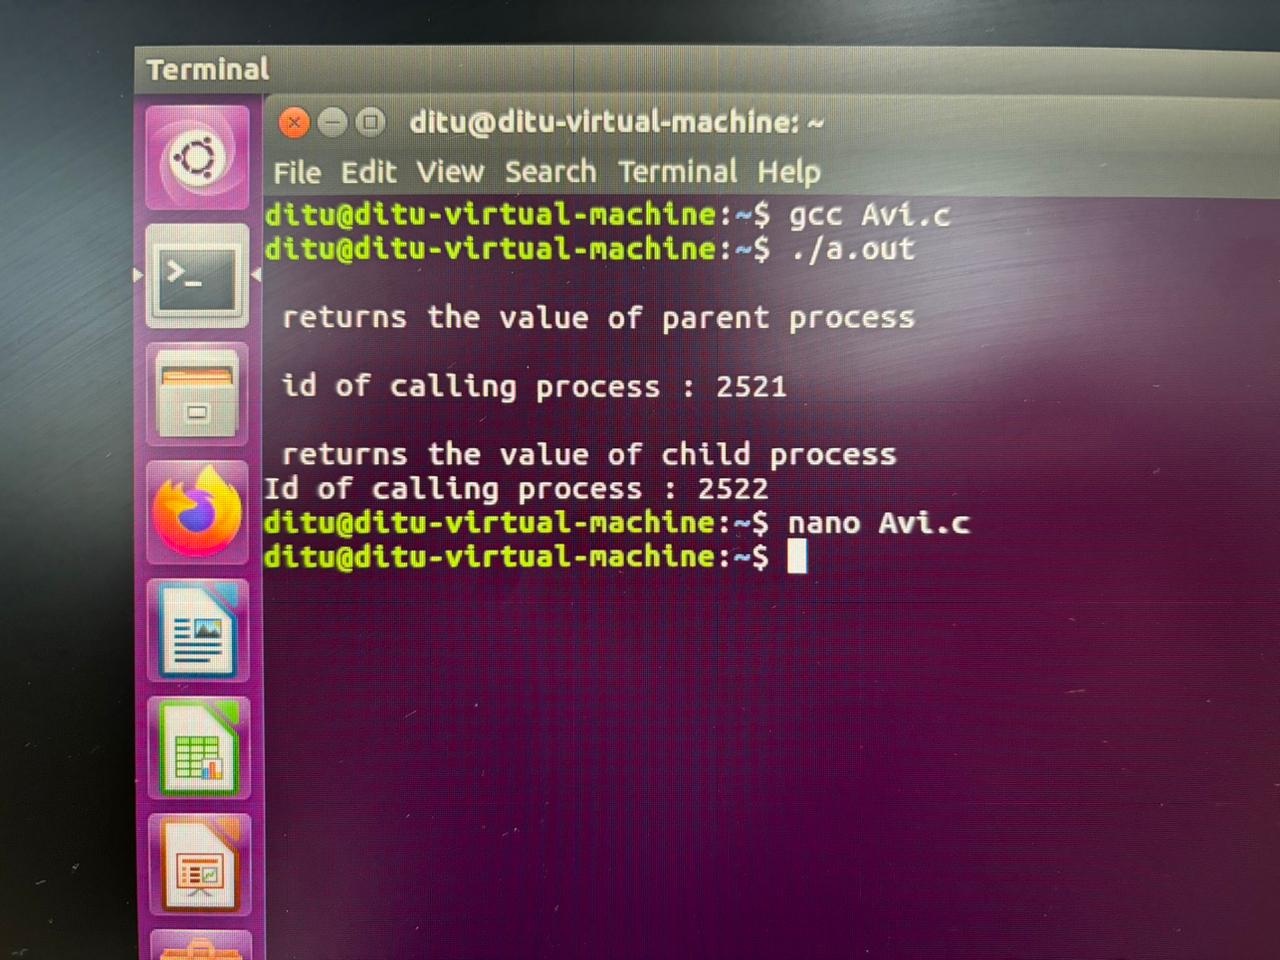 Terminal
ditu@ditu-virtual-machine: ~
File Edit View Search Terminal Help
ditu@ditu-virtual-machine:~$ gcc Avi.c
ditu@ditu-virtual-machine:~$ ./a.out
returns the value of parent process
id of calling process : 2521
returns the value of child process
Id of calling process : 2522
ditu@ditu-virtual-machine:~$ nano Avi.c
ditu@ditu-virtual-machine:~$